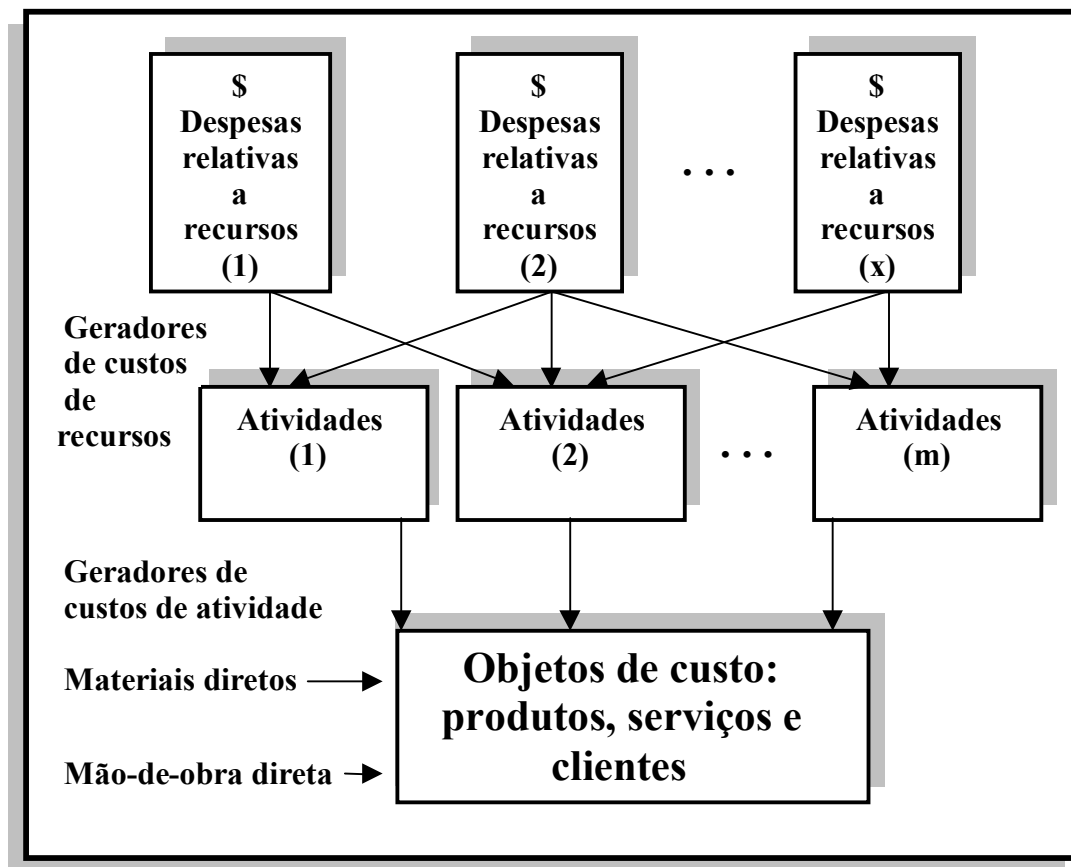 $
Despesas
relativas
a
recursos
(1)
$
Despesas
relativas
a
recursos
(2)
. . .
$
Despesas
relativas
a
recursos
(x)
Geradores
de custos
de
recursos
Atividades
(1)
Atividades
(2)
. . .
Atividades
(m)
Geradores de
custos de atividade
Materiais diretos
Mão-de-obra direta
Objetos de custo:
produtos, serviços e
clientes